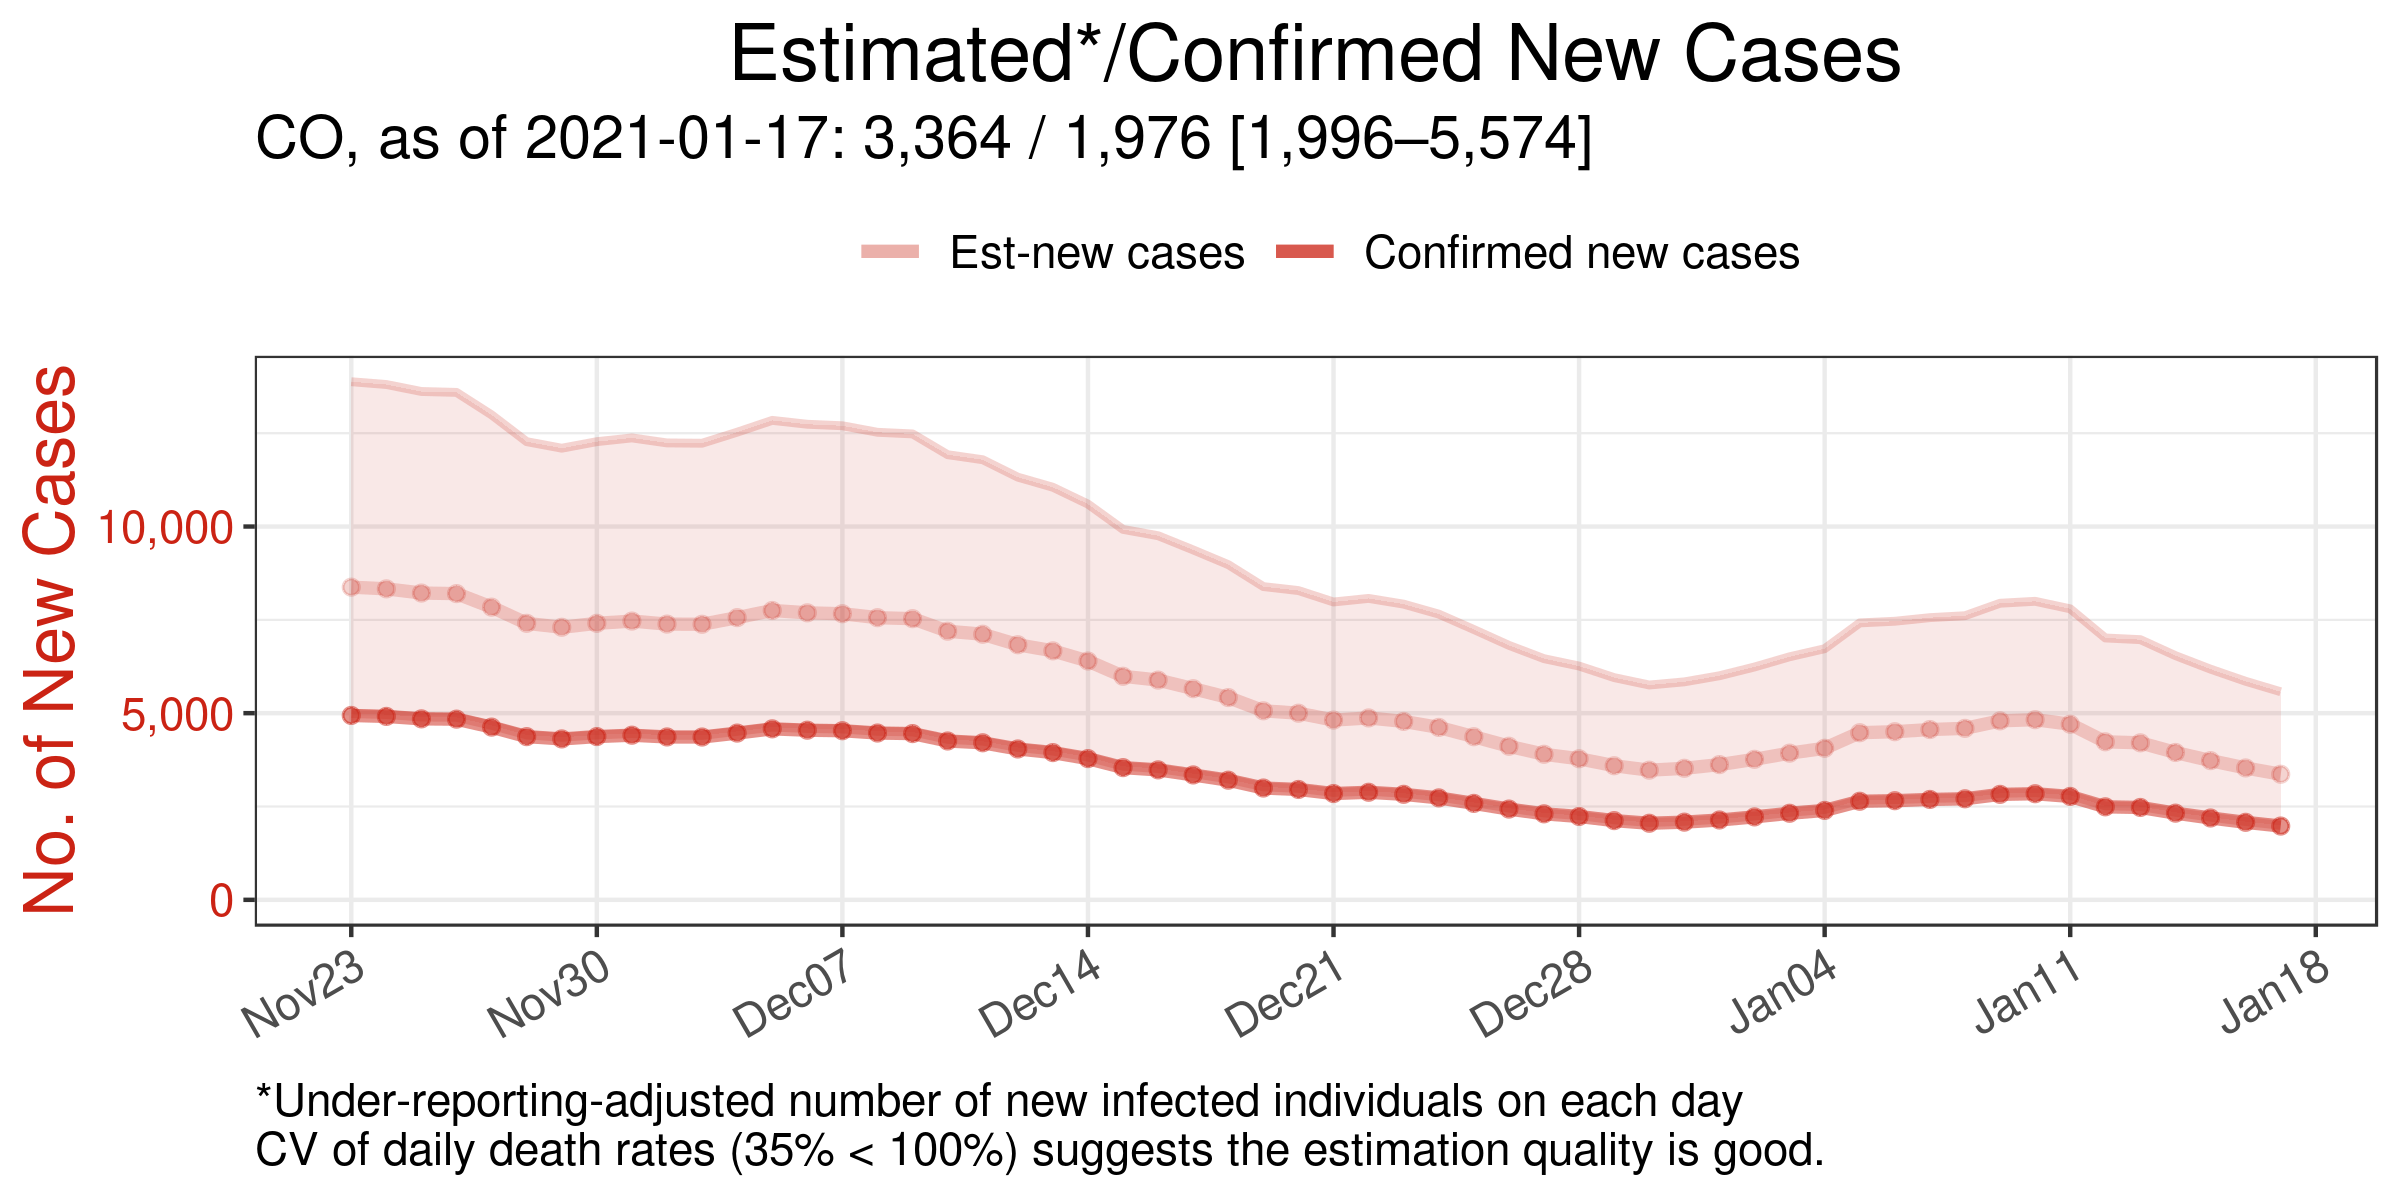 Estimated*/Confirmed New Cases
CO, as of 2021-01-17: 3,364 / 1,976 [1,996–5,574]
Est-new cases
Confirmed new cases
No. of New Cases
10,000
5,000
0
Nov23
Nov30
Dec07
Dec14
Dec21
Dec28
Jan04
Jan11
Jan18
*Under-reporting-adjusted number of new infected individuals on each day
CV of daily death rates (35% < 100%) suggests the estimation quality is good.